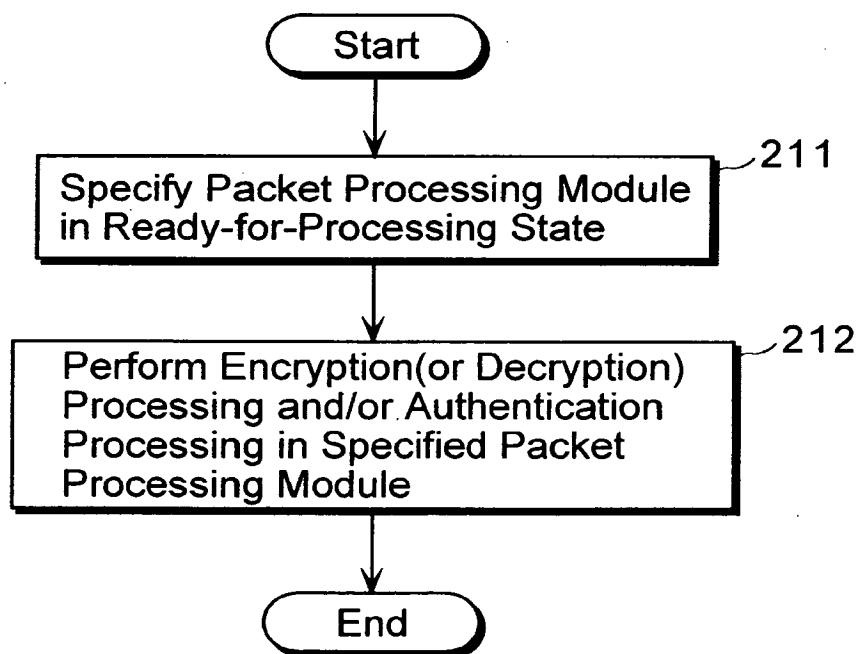 Start
211
Specify Packet Processing Module
in Ready-for-Processing State
212
Perform Encryption(or Decryption)
Processing and/or Authentication
Processing in Specified Packet
Processing Module
End